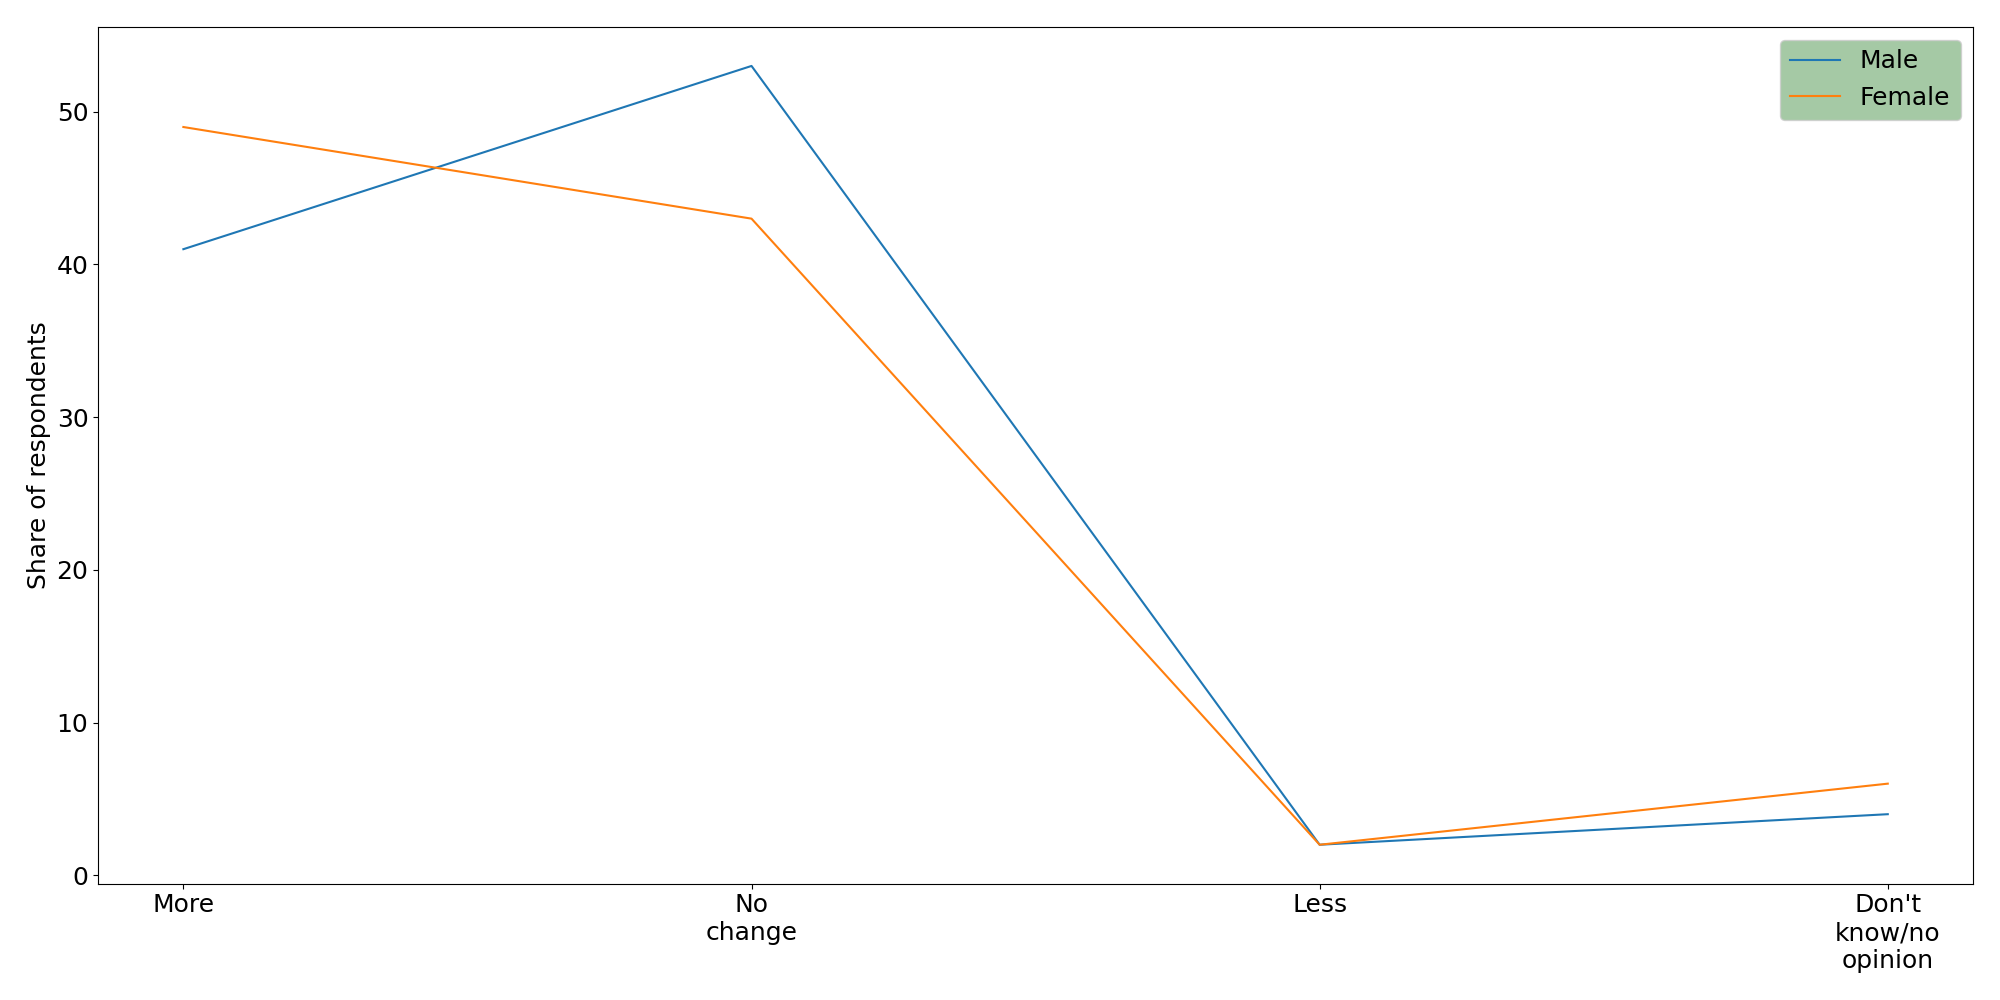 Male
Female
50
40
30
20
10
0
Share of respondents
More
No
change
Less
Don't
know/no
opinion